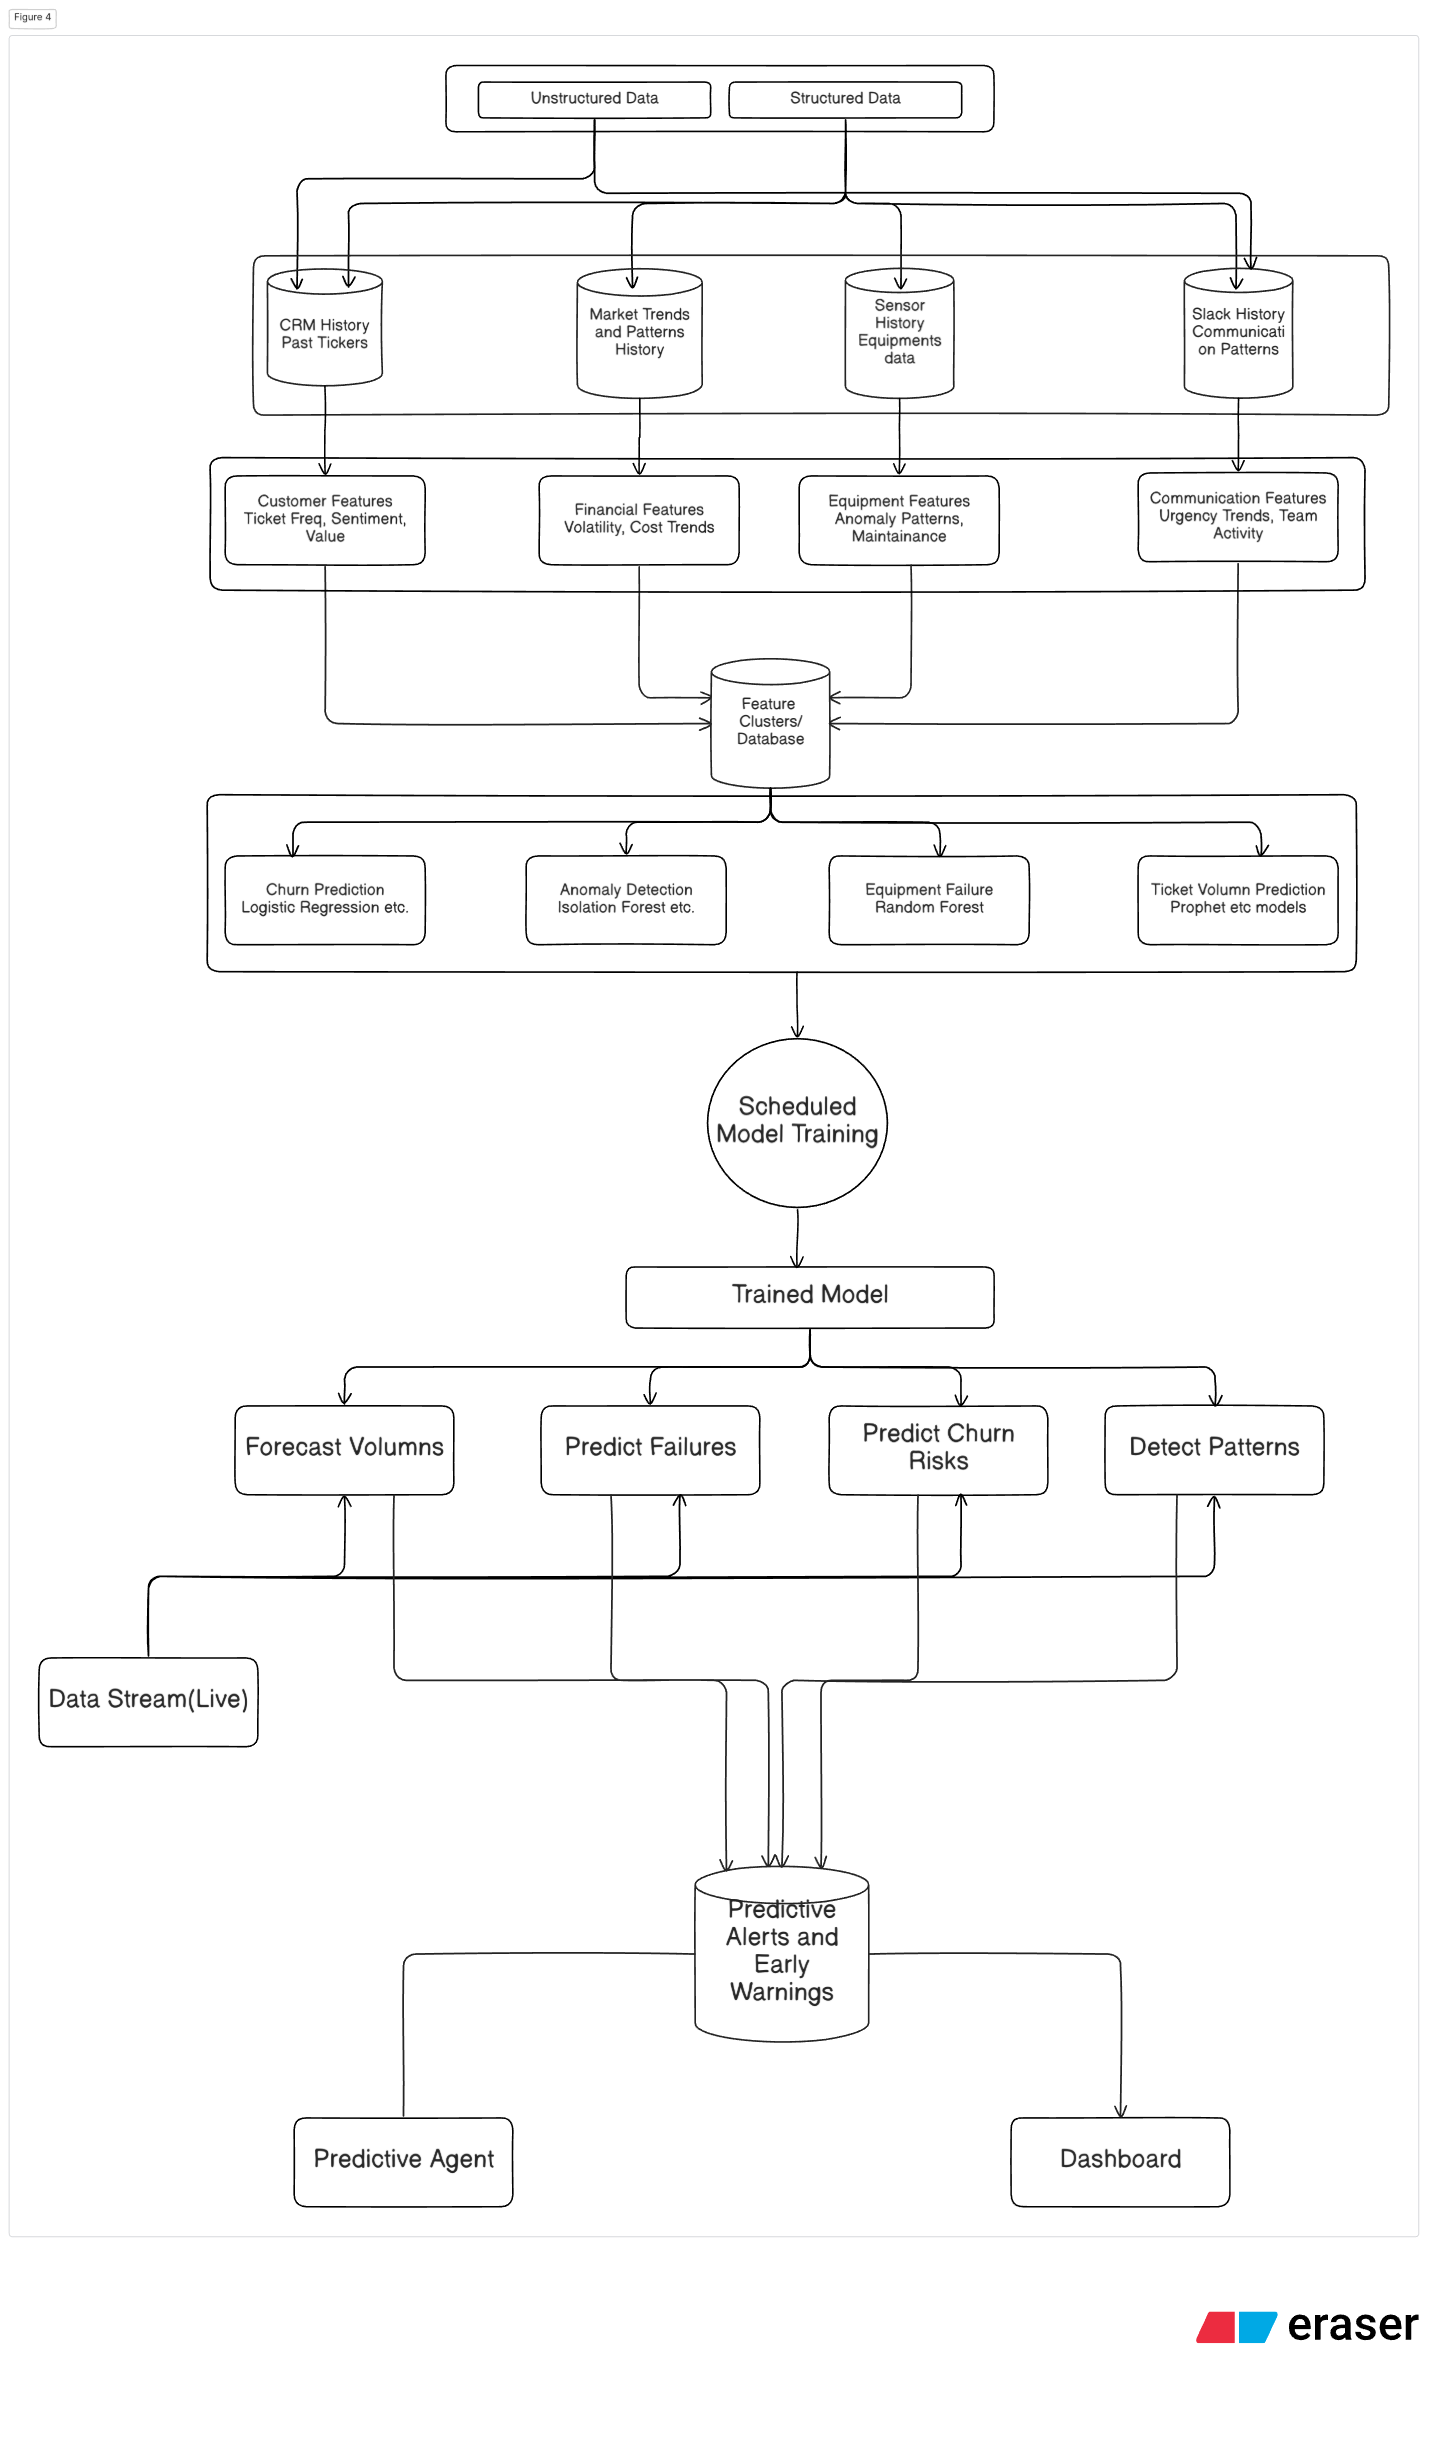 Figure 4
Unstructured Data
Structured Data
CRM History
Past Tickers
Market Trends
and Patterns
History
Sensor
History
Equipments
data
Slack History
Communicati
on Patterns
Customer Features
Ticket Freq, Sentiment,
Value
Financial Features
Volatility, Cost Trends
Equipment Features
Anomaly Patterns,
Maintainance
Communication Features
Urgency Trends, Team
Activity
Feature
Clusters/
Database
Churn Prediction
Logistic Regression etc.
Anomaly Detection
Isolation Forest etc.
Equipment Failure
Random Forest
Ticket Volumn Prediction
Prophet etc models
Scheduled
Model Training
Trained Model
Forecast Volumns
Predict Failures
Predict Churn
Risks
Detect Patterns
Data Stream(Live)
Predictive
Alerts and
Early
Warnings
Predictive Agent
Dashboard
eraser